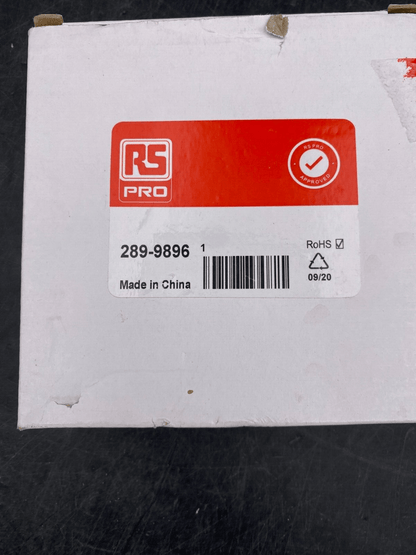 RS
PRO
RS PRO
APPROVED
289-9896 1
RoHS ☑
Made in China
09/20